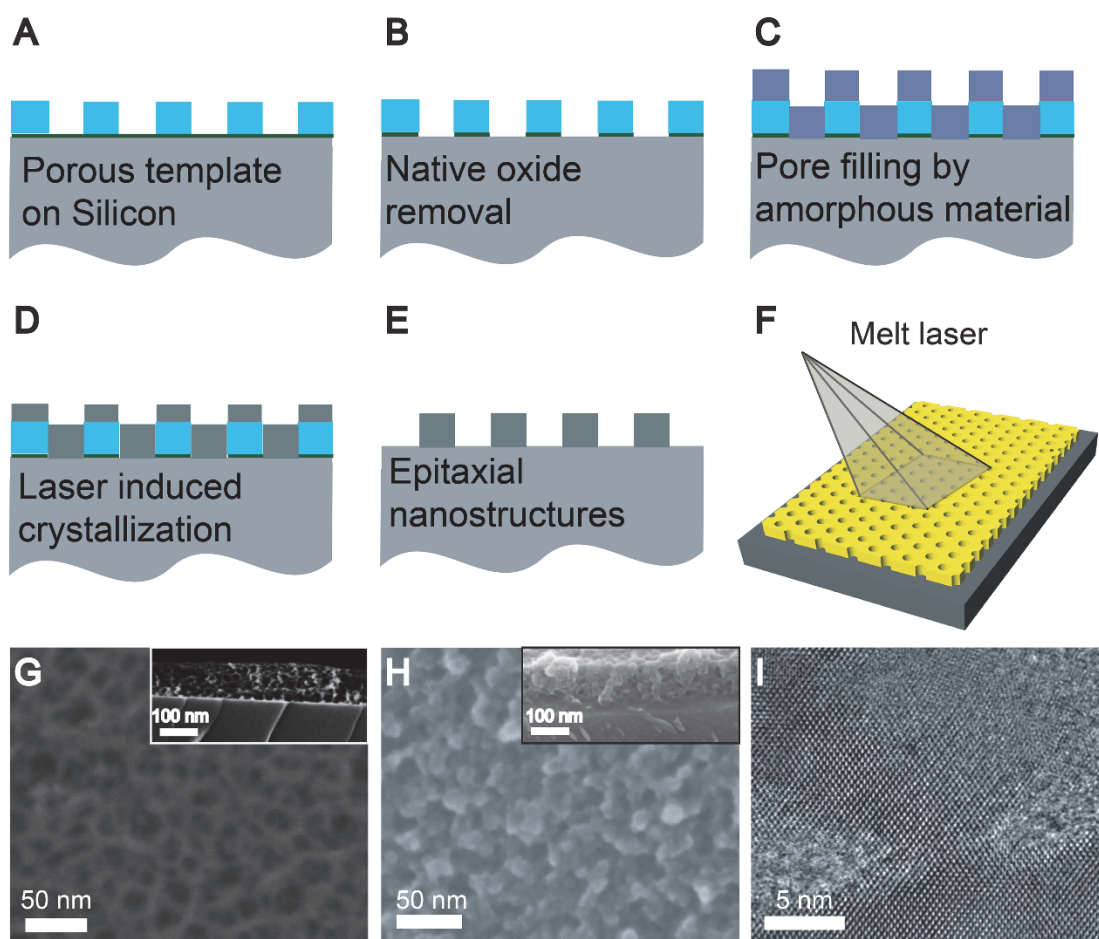 A
B
C
Porous template
on Silicon
Native oxide
removal
Pore filling by
amorphous material
D
E
F
Melt laser
Laser induced
crystallization
Epitaxial
nanostructures
G
100 nm
50 nm
H
100 nm
50 nm
I
5 nm